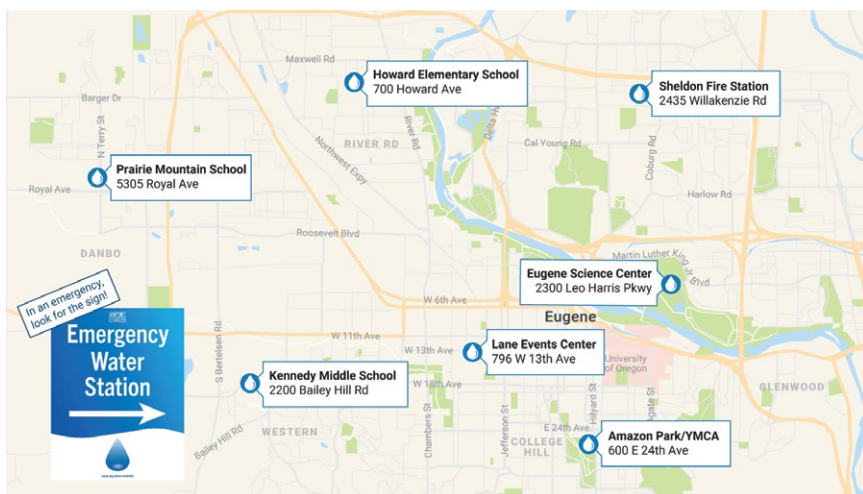 Maxwell Rd
Howard Elementary School
700 Howard Ave
Sheldon Fire Station
2435 Willakenzie Rd
Barger Dr
N Terry St
RIVER RD
River Rd
Northwest Expy
Cal Young Rd
Coburg Rd
Prairie Mountain School
5305 Royal Ave
Royal Ave
Harlow Rd
Roosevelt Blvd
DANBO
Martin Luther King Jr Blvd
Eugene Science Center
2300 Leo Harris Pkwy
In an emergency,
look for the sign!
W 6th Ave
Eugene
Emergency
Water
Station
W 11th Ave
W 13th Ave
Lane Events Center
796 W 13th Ave
University
of Oregon
S Bertelsen Rd
Kennedy Middle School
2200 Bailey Hill Rd
W 18th Ave
GLENWOOD
Bailey Hill Rd
WESTERN
Chambers St
Jefferson St
Hilyard St
Agate St
E 24th Ave
COLLEGE
HILL
Amazon Park/YMCA
600 E 24th Ave